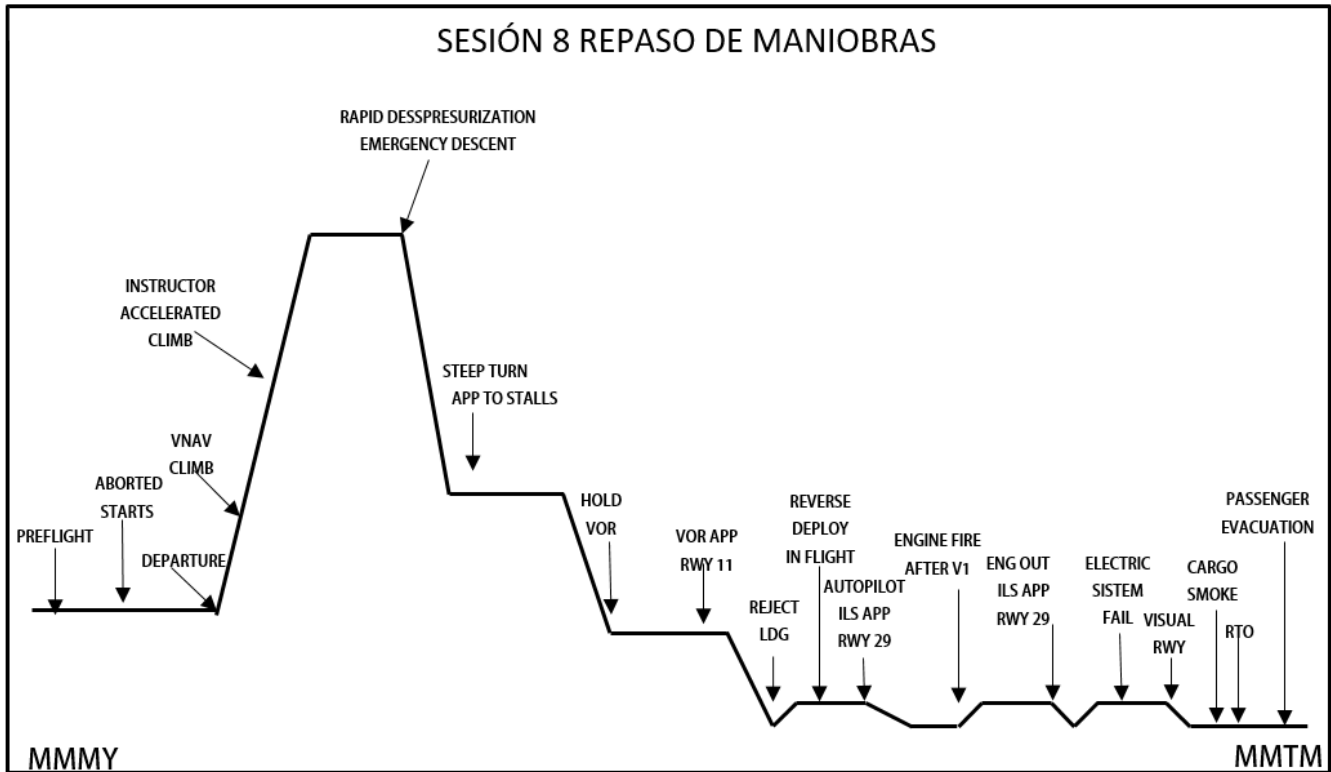 SESIÓN 8 REPASO DE MANIOBRAS
RAPID DESSPRESURIZATION
EMERGENCY DESCENT
INSTRUCTOR
ACCELERATED
CLIMB
STEEP TURN
APP TO STALLS
VNAV
CLIMB
ABORTED
STARTS
PREFLIGHT
DEPARTURE
HOLD
VOR
VOR APP
RWY 11
REJECT
LDG
REVERSE
DEPLOY
IN FLIGHT
AUTOPILOT
ILS APP
RWY 29
ENGINE FIRE
AFTER V1
ENG OUT
ILS APP
RWY 29
ELECTRIC
SISTEM
FAIL
VISUAL
RWY
CARGO
SMOKE
RTO
PASSENGER
EVACUATION
MMMY
MMTM